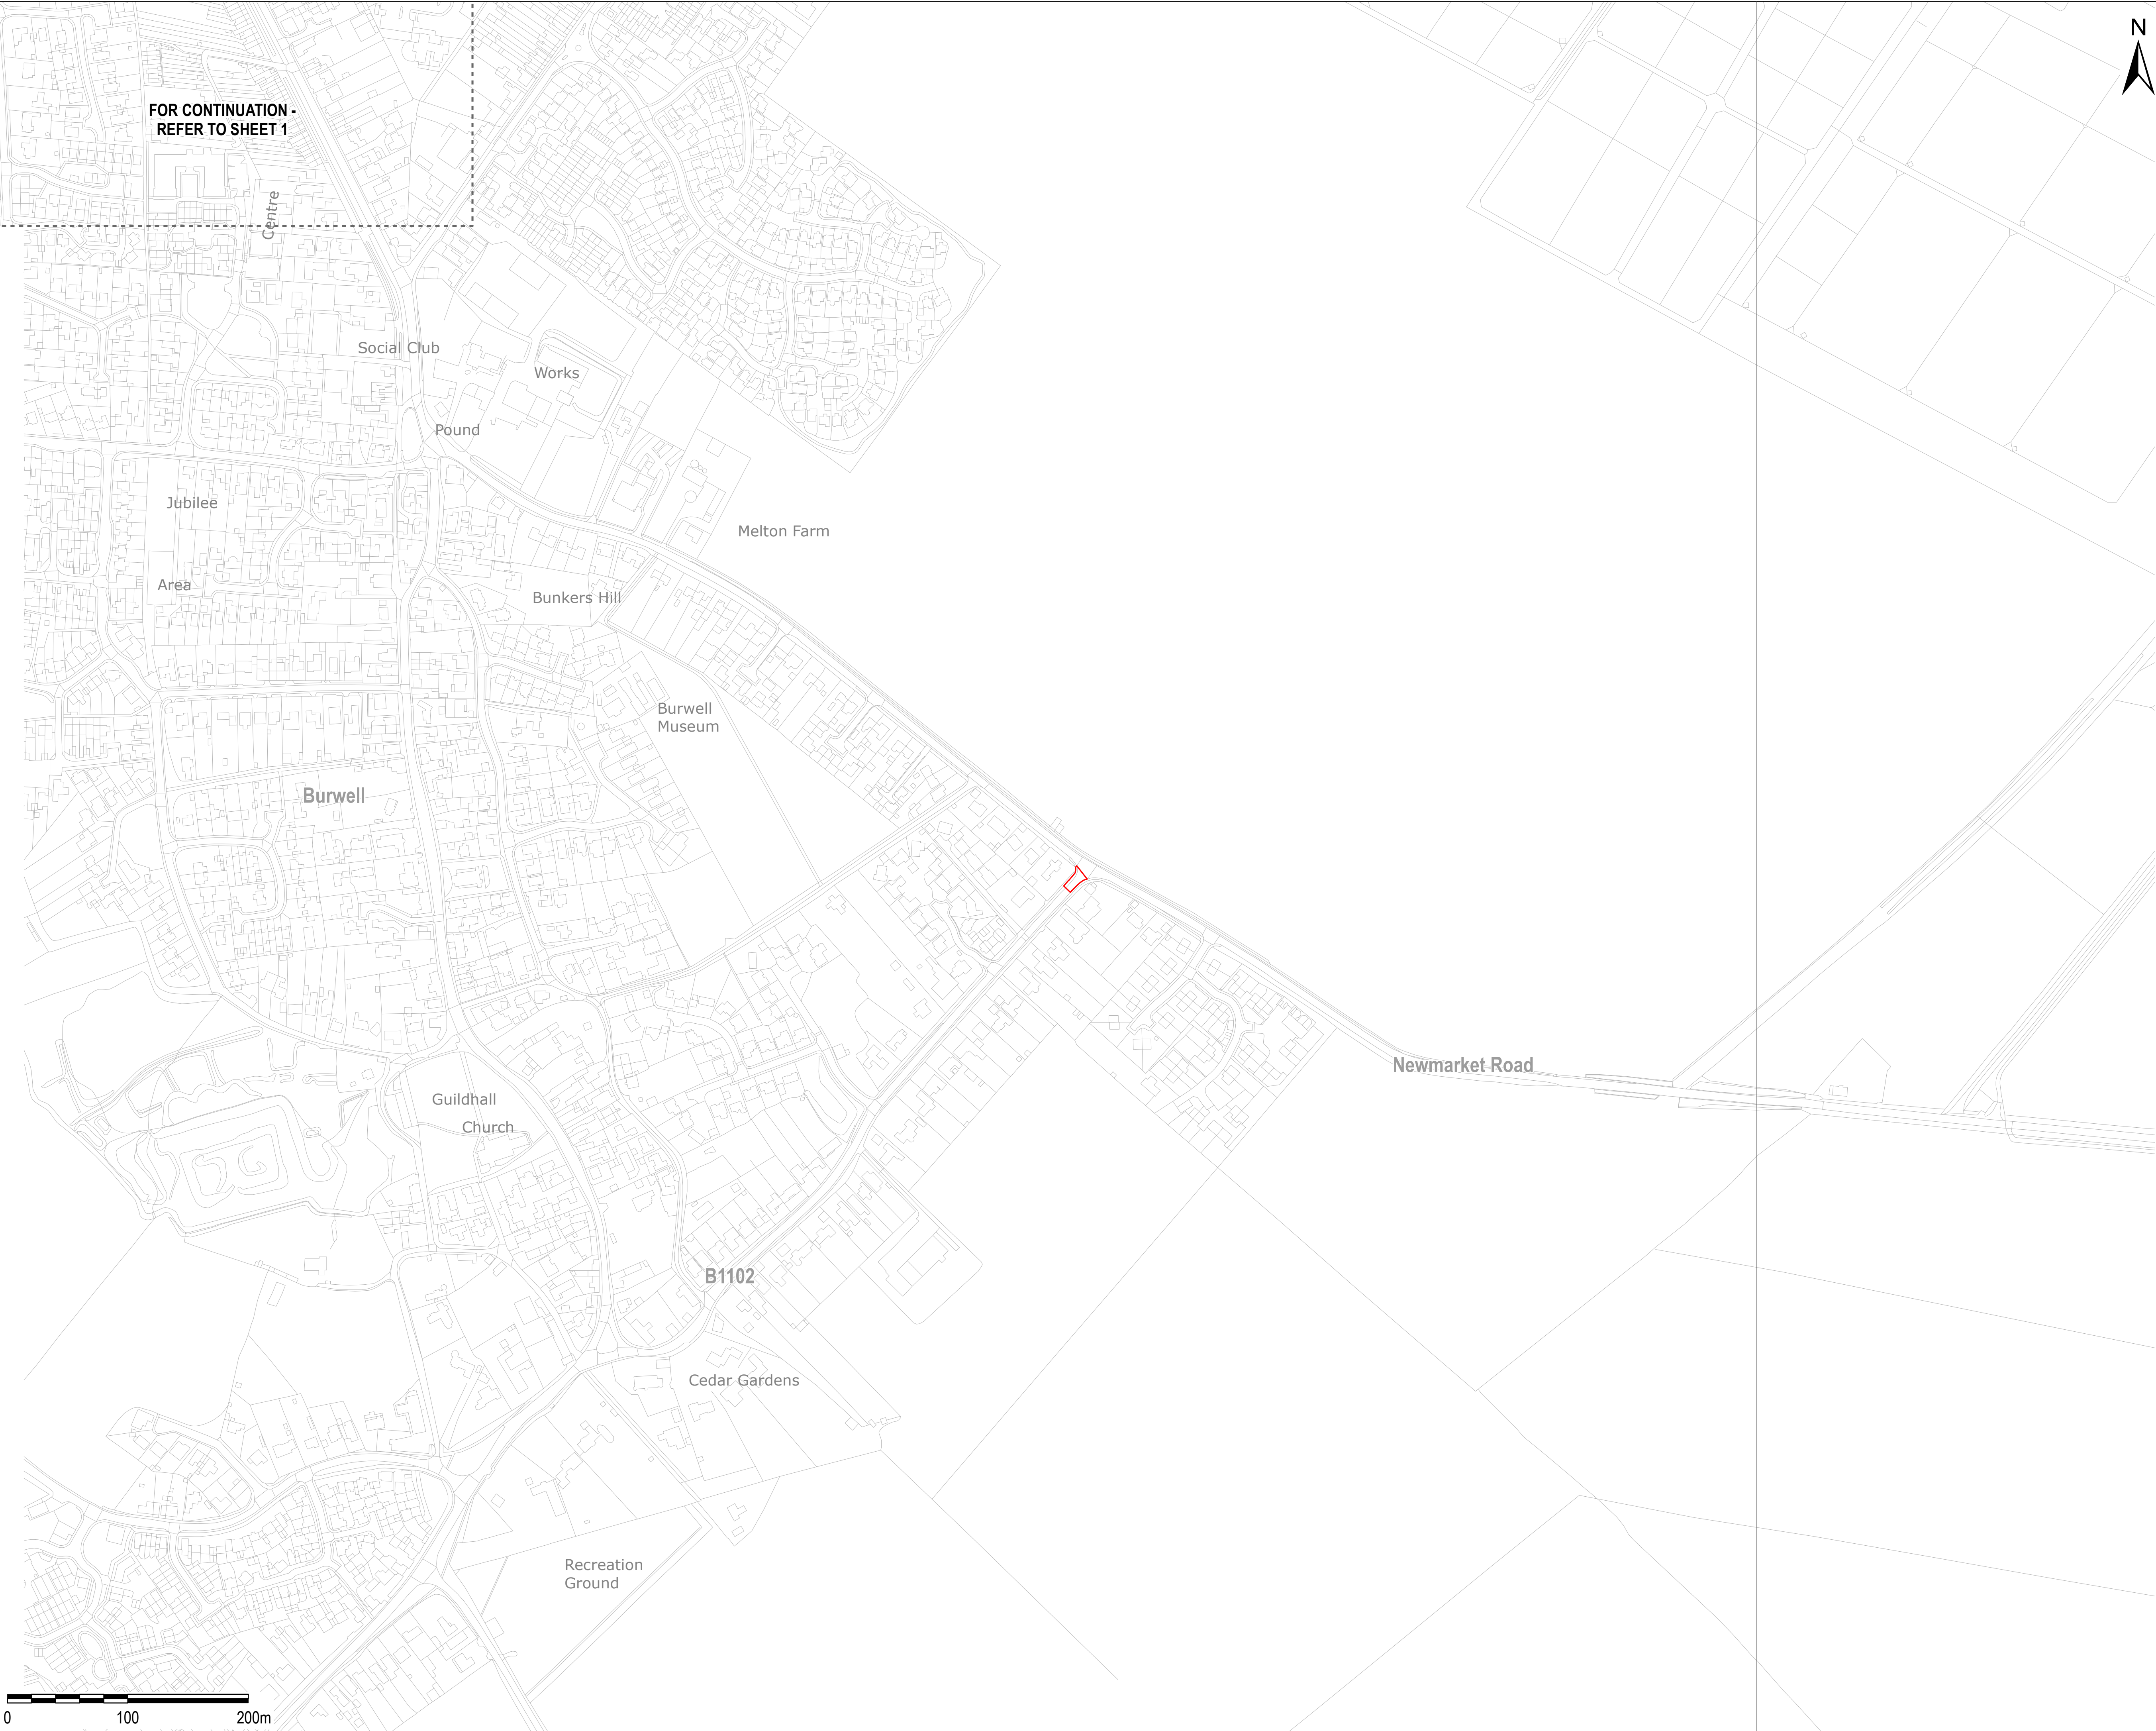 N
FOR CONTINUATION -
REFER TO SHEET 1
Centre
Social Club
Works
Pound
Jubilee
Melton Farm
Area
Bunkers Hill
Burwell
Museum
Burwell
Newmarket Road
Guildhall
Church
B1102
Cedar Gardens
Recreation
Ground
0 100 200m